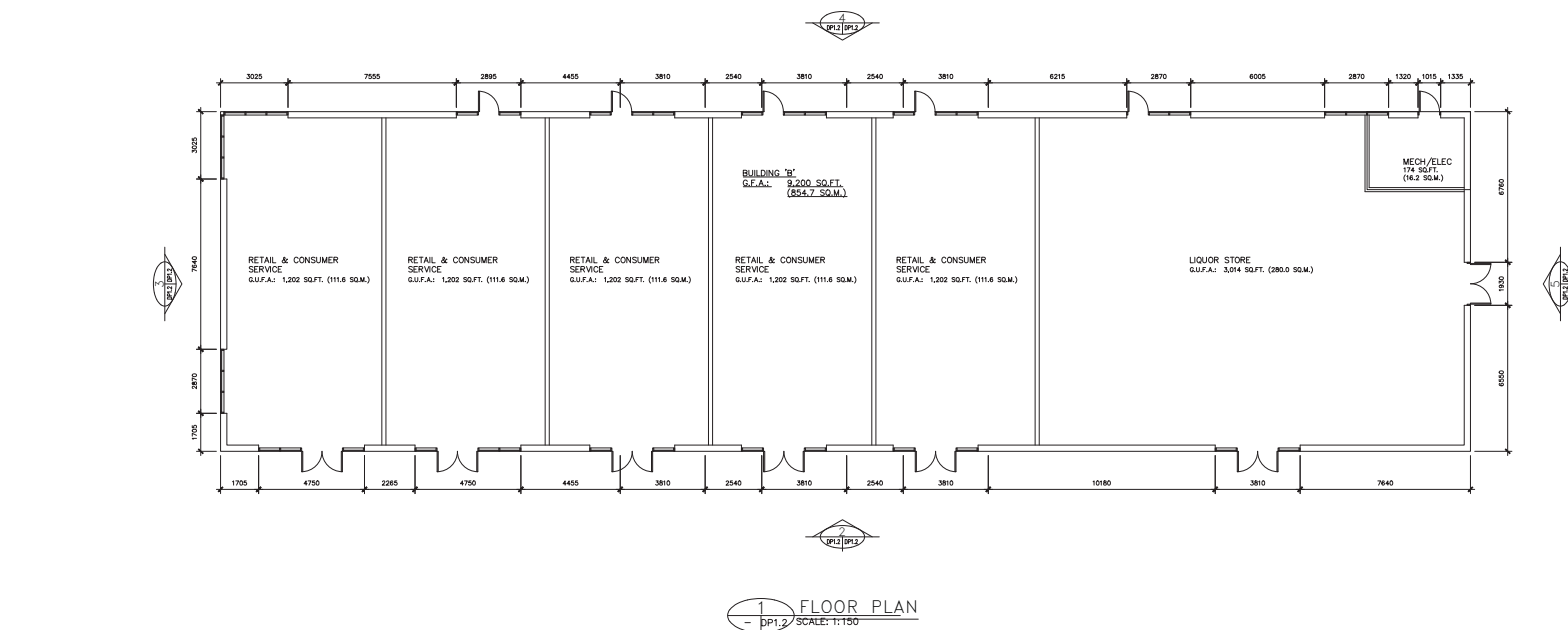 4
DP1.2 DP1.2
3025 7555 2895 4455 3810 2540 3810 2540 3810 6215 2870 6005 2870 1320 1015 1335
3025
7640
2870
1705
3
DP1.2 DP1.2
BUILDING "B"
G.F.A.: 9,200 SQ.FT.
(854.7 SQ.M.)
MECH/ELEC
174 SQ.FT.
(16.2 SQ.M.)
RETAIL & CONSUMER
SERVICE
G.U.F.A.: 1,202 SQ.FT. (111.6 SQ.M.)
RETAIL & CONSUMER
SERVICE
G.U.F.A.: 1,202 SQ.FT. (111.6 SQ.M.)
RETAIL & CONSUMER
SERVICE
G.U.F.A.: 1,202 SQ.FT. (111.6 SQ.M.)
RETAIL & CONSUMER
SERVICE
G.U.F.A.: 1,202 SQ.FT. (111.6 SQ.M.)
RETAIL & CONSUMER
SERVICE
G.U.F.A.: 1,202 SQ.FT. (111.6 SQ.M.)
LIQUOR STORE
G.U.F.A.: 3,014 SQ.FT. (280.0 SQ.M.)
6760
1930
6550
5
DP1.2 DP1.2
1705 4750 2265 4750 4455 3810 2540 3810 2540 3810 10180 3810 7640
2
DP1.2 DP1.2
1 FLOOR PLAN
- DP1.2 SCALE: 1:150